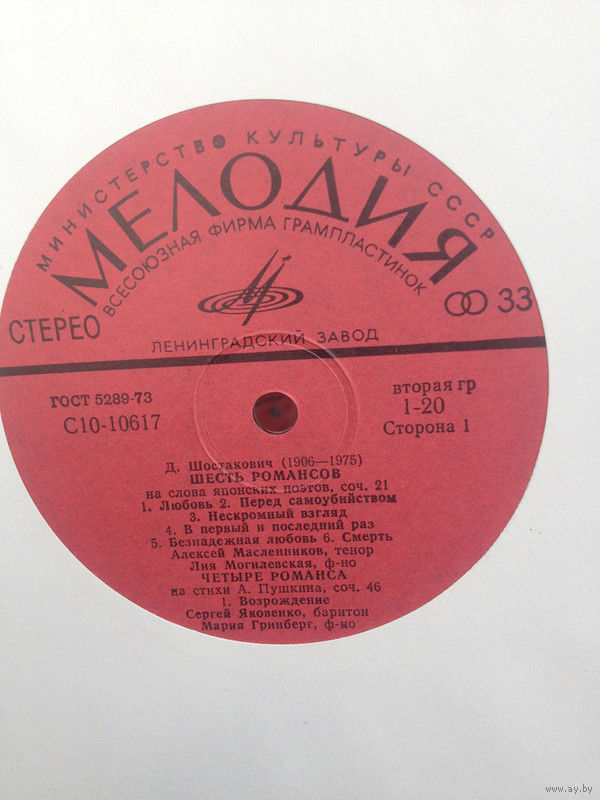 МИНИСТЕРСТВО КУЛЬТУРЫ СССР
МЕЛОДИЯ
ВСЕСОЮЗНАЯ ФИРМА ГРАМПЛАСТИНОК
СТЕРЕО
33
ЛЕНИНГРАДСКИЙ ЗАВОД
ГОСТ 5289-73
С10-10617
вторая гр
1-20
Сторона 1
Д. Шостакович (1906—1975)
ШЕСТЬ РОМАНСОВ
на слова японских поэтов, соч. 21
1. Любовь 2. Перед самоубийством
3. Нескромный взгляд
4. В первый и последний раз
5. Безнадежная любовь 6. Смерть
Алексей Масленников, тенор
Лия Могилевская, ф-но
ЧЕТЫРЕ РОМАНСА
на стихи А. Пушкина, соч. 46
1. Возрождение
Сергей Яковенко, баритон
Мария Гринберг, ф-но
www.ay.by